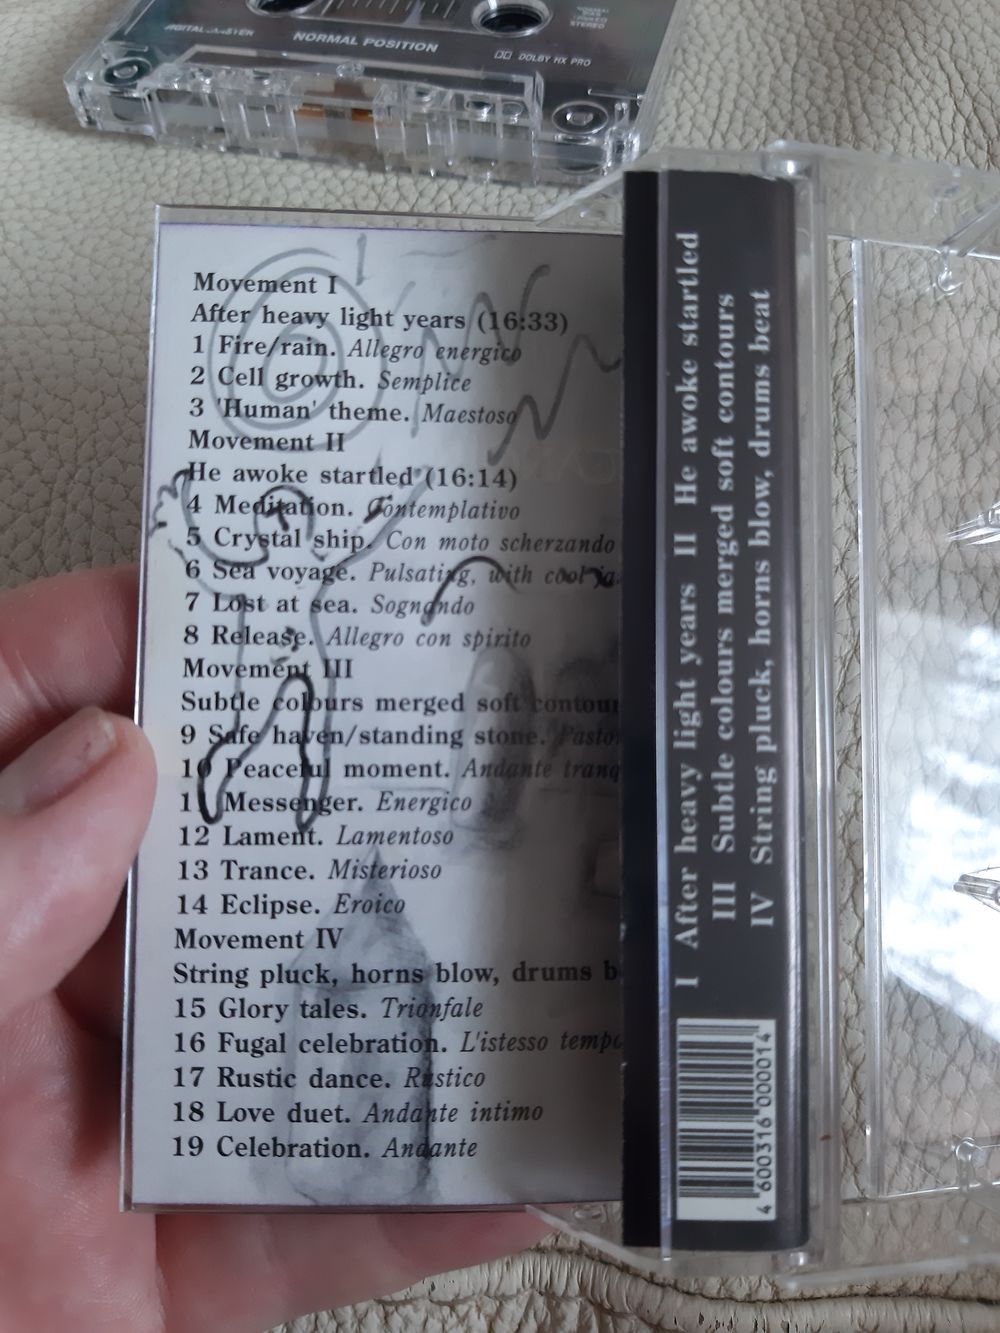 NORMAL POSITION
DOLBY HX PRO
STEREO
Movement I
After heavy light years (16:33)
1 Fire/rain. Allegro energico
2 Cell growth. Semplice
3 'Human' theme. Maestoso
Movement II
He awoke startled (16:14)
4 Meditation. Contemplativo
5 Crystal ship. Con moto scherzando
6 Sea voyage. Pulsating, with cool
7 Lost at sea. Sognando
8 Release. Allegro con spirito
Movement III
Subtle colours merged soft contou
9 Safe haven/standing stone. Pasto
10 Peaceful moment. Andante tranq
11 Messenger. Energico
12 Lament. Lamentoso
13 Trance. Misterioso
14 Eclipse. Eroico
Movement IV
String pluck, horns blow, drums b
15 Glory tales. Trionfale
16 Fugal celebration. L'istesso temp
17 Rustic dance. Rustico
18 Love duet. Andante intimo
19 Celebration. Andante
I After heavy light years II He awoke startled
III Subtle colours merged soft contours
IV String pluck, horns blow, drums beat
4 600316 000014